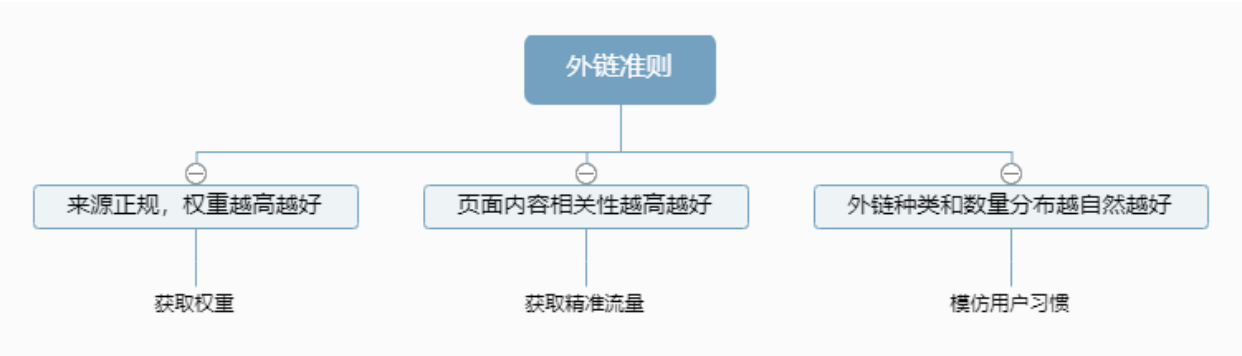 外链准则
来源正规，权重越高越好
页面内容相关性越高越好
外链种类和数量分布越自然越好
获取权重
获取精准流量
模仿用户习惯